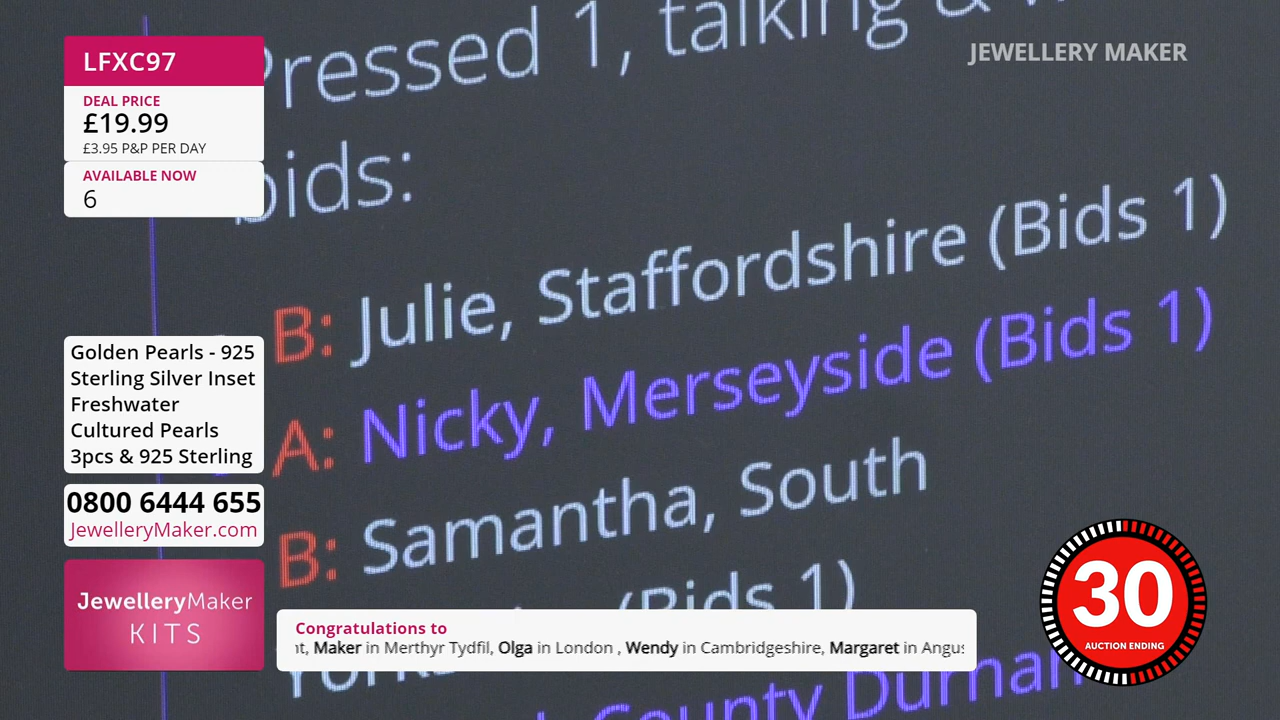 LFXC97
DEAL PRICE
£19.99
£3.95 P&P PER DAY
AVAILABLE NOW
6
JEWELLERY MAKER
Pressed 1, talking &
bids:
B: Julie, Staffordshire (Bids 1)
A: Nicky, Merseyside (Bids 1)
B: Samantha, South
(Bids 1)
County Durham
Golden Pearls - 925
Sterling Silver Inset
Freshwater
Cultured Pearls
3pcs & 925 Sterling
0800 6444 655
JewelleryMaker.com
JewelleryMaker
KITS
Congratulations to
Maker in Merthyr Tydfil, Olga in London , Wendy in Cambridgeshire, Margaret in Angus
30
AUCTION ENDING